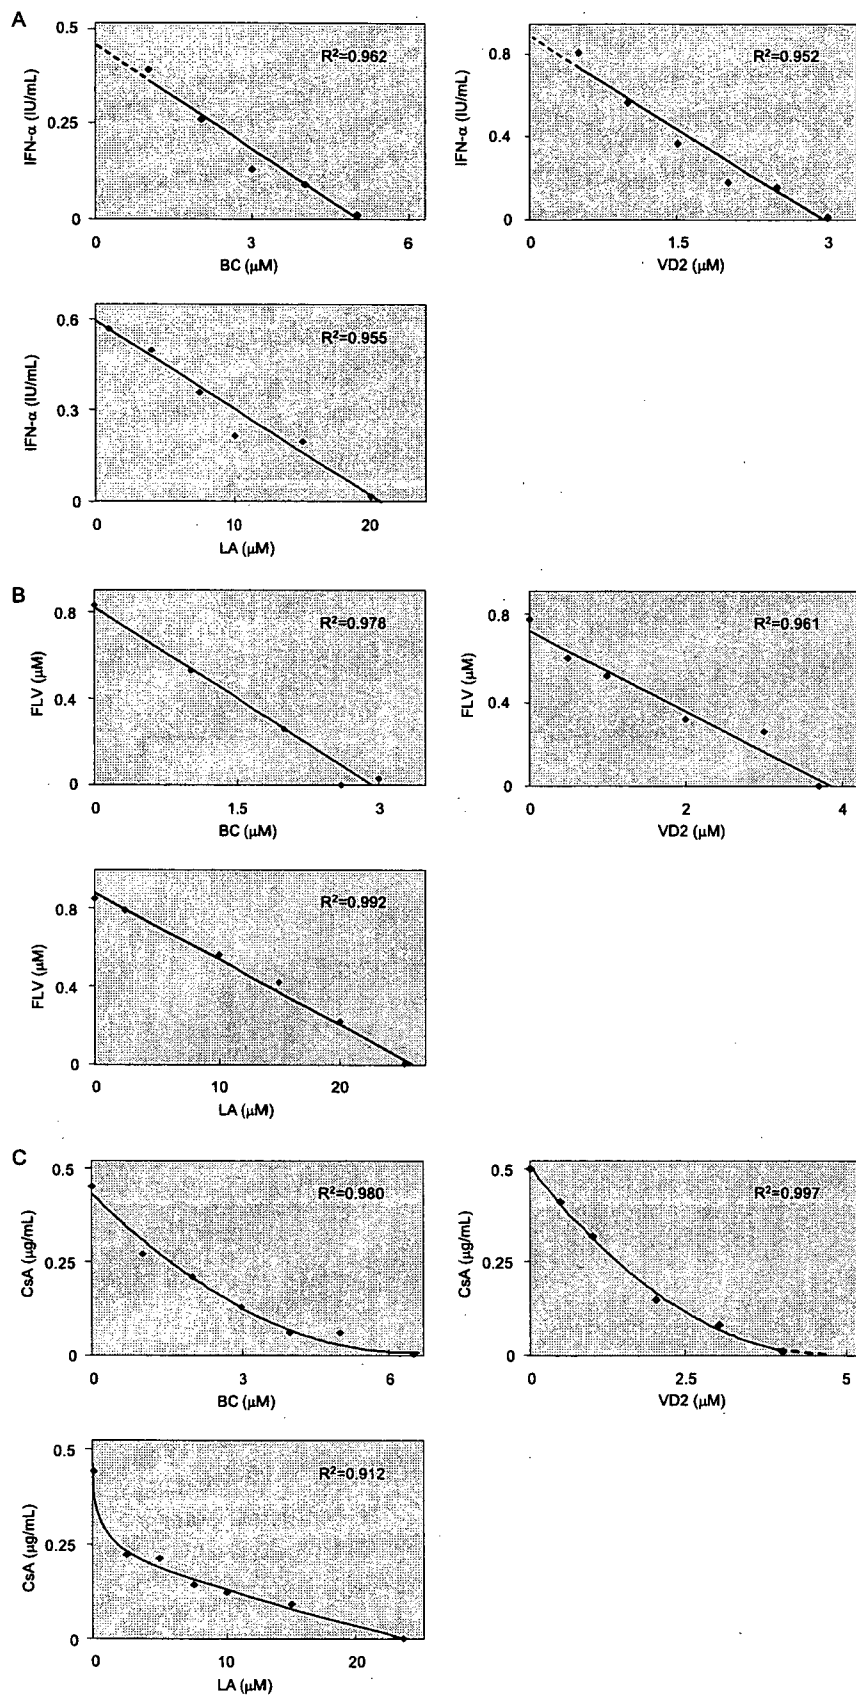 A
0.5
0.25
0
IFN-α (IU/mL)
R²=0.962
0
3
6
BC (μM)
0.8
0.4
0
IFN-α (IU/mL)
R²=0.952
0
1.5
3
VD2 (μM)
0.6
0.3
0
IFN-α (IU/mL)
R²=0.955
0
10
20
LA (μM)
B
0.8
0.4
0
FLV (μM)
R²=0.978
0
1.5
3
BC (μM)
0.8
0.4
0
FLV (μM)
R²=0.961
0
2
4
VD2 (μM)
0.8
0.4
0
FLV (μM)
R²=0.992
0
10
20
LA (μM)
C
0.5
0.25
0
CsA (μg/mL)
R²=0.980
0
3
6
BC (μM)
0.5
0.25
0
CsA (μg/mL)
R²=0.997
0
2.5
5
VD2 (μM)
0.5
0.25
0
CsA (μg/mL)
R²=0.912
0
10
20
LA (μM)